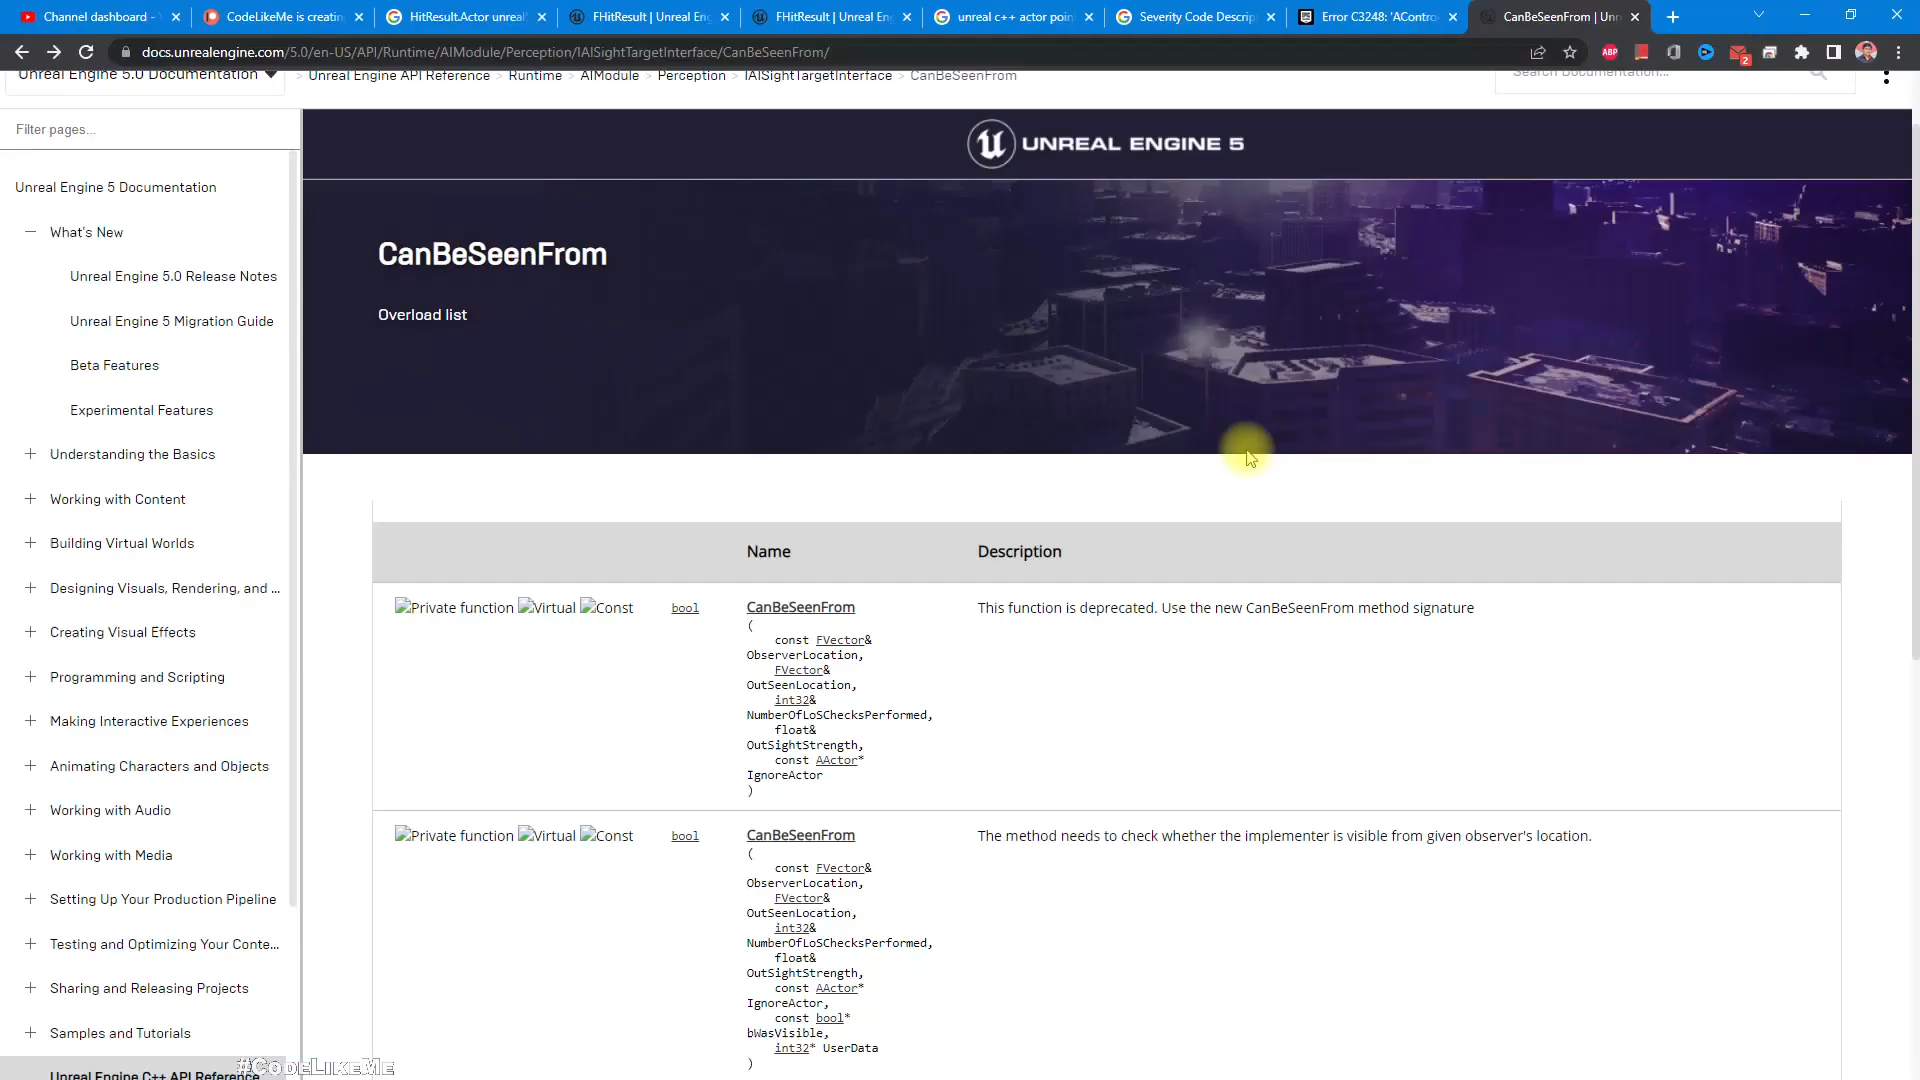 Channel dashboard -
CodeLikeMe is creatin
HitResult.Actor unreal
FHitResult | Unreal Eng
FHitResult | Unreal En
unreal c++ actor poin
Severity Code Descrip
Error C3248: 'AContro
CanBeSeenFrom | Unr
docs.unrealengine.com/5.0/en-US/API/Runtime/AIModule/Perception/IAISightTargetInterface/CanBeSeenFrom/
ABP
2
Unreal Engine 5.0 Documentation
> Unreal Engine API Reference > Runtime > AIModule > Perception > IAISightTargetInterface > CanBeSeenFrom
Search Documentation...
Filter pages...
Unreal Engine 5 Documentation
What's New
Unreal Engine 5.0 Release Notes
Unreal Engine 5 Migration Guide
Beta Features
Experimental Features
Understanding the Basics
Working with Content
Building Virtual Worlds
Designing Visuals, Rendering, and ...
Creating Visual Effects
Programming and Scripting
Making Interactive Experiences
Animating Characters and Objects
Working with Audio
Working with Media
Setting Up Your Production Pipeline
Testing and Optimizing Your Conte...
Sharing and Releasing Projects
Samples and Tutorials
Unreal Engine C++ API Reference
UNREAL ENGINE 5
CanBeSeenFrom
Overload list
Name
Description
Private function Virtual Const
bool
CanBeSeenFrom
(
const FVector&
ObserverLocation,
FVector&
OutSeenLocation,
int32&
NumberOfLoSChecksPerformed,
float&
OutSightStrength,
const AActor*
IgnoreActor
)
This function is deprecated. Use the new CanBeSeenFrom method signature
Private function Virtual Const
bool
CanBeSeenFrom
(
const FVector&
ObserverLocation,
FVector&
OutSeenLocation,
int32&
NumberOfLoSChecksPerformed,
float&
OutSightStrength,
const AActor*
IgnoreActor,
const bool*
bWasVisible,
int32* UserData
)
The method needs to check whether the implementer is visible from given observer's location.
#CodeLikeMe